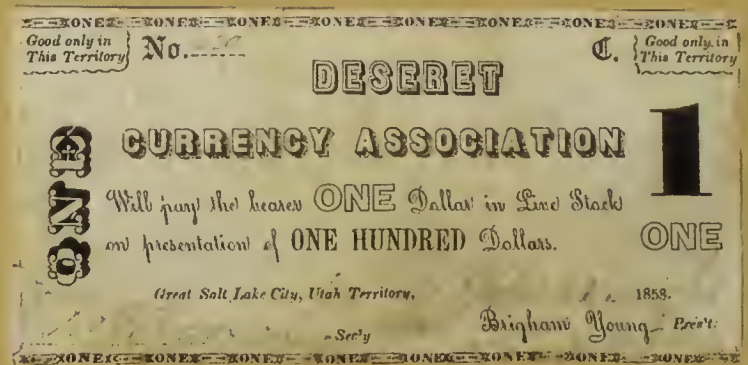 ONE ONE ONE ONE ONE ONE ONE ONE
Good only in This Territory No. C. Good only in This Territory
DESERET
ONE
CURRENCY ASSOCIATION
1
Will pay the bearer ONE Dollar in Live Stock
on presentation of ONE HUNDRED Dollars.
ONE
Great Salt Lake City, Utah Territory, 1858.
Sec'y Brigham Young Pres't.
ONE ONE ONE ONE ONE ONE ONE ONE